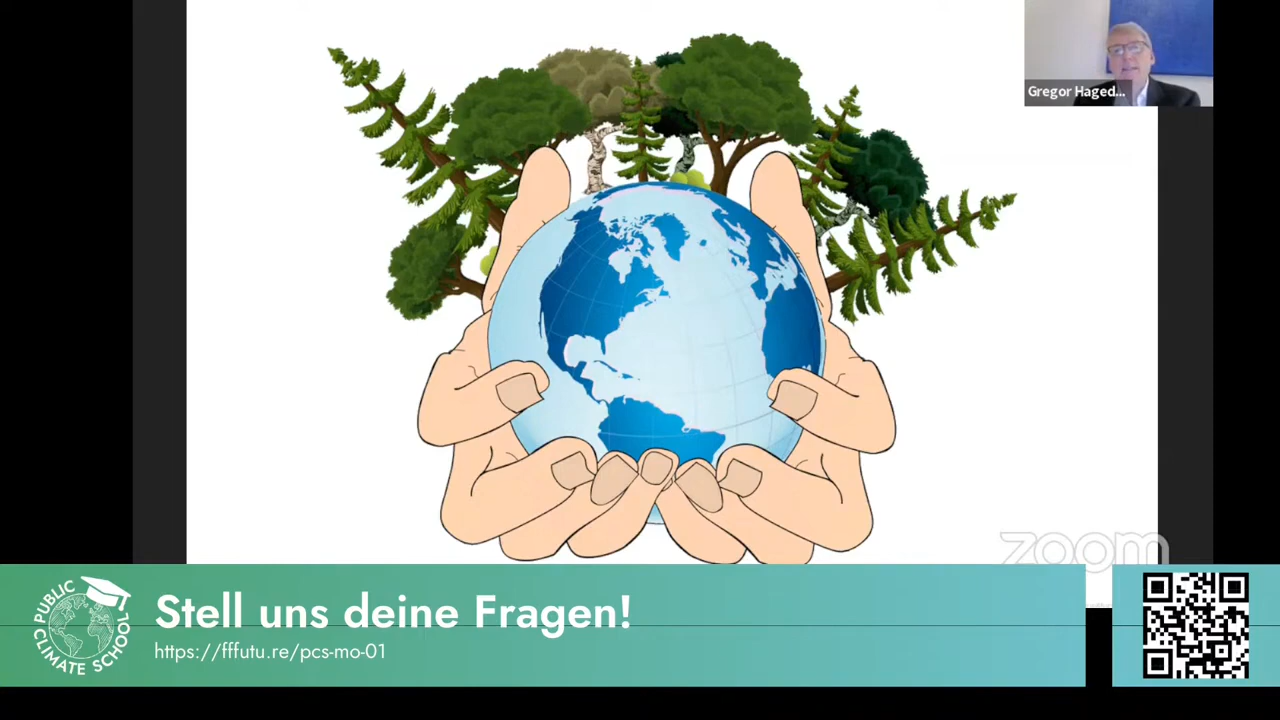 Gregor Haged...
zoom
Stell uns deine Fragen!
https://fffutu.re/pcs-mo-01
PUBLIC
CLIMATE SCHOOL